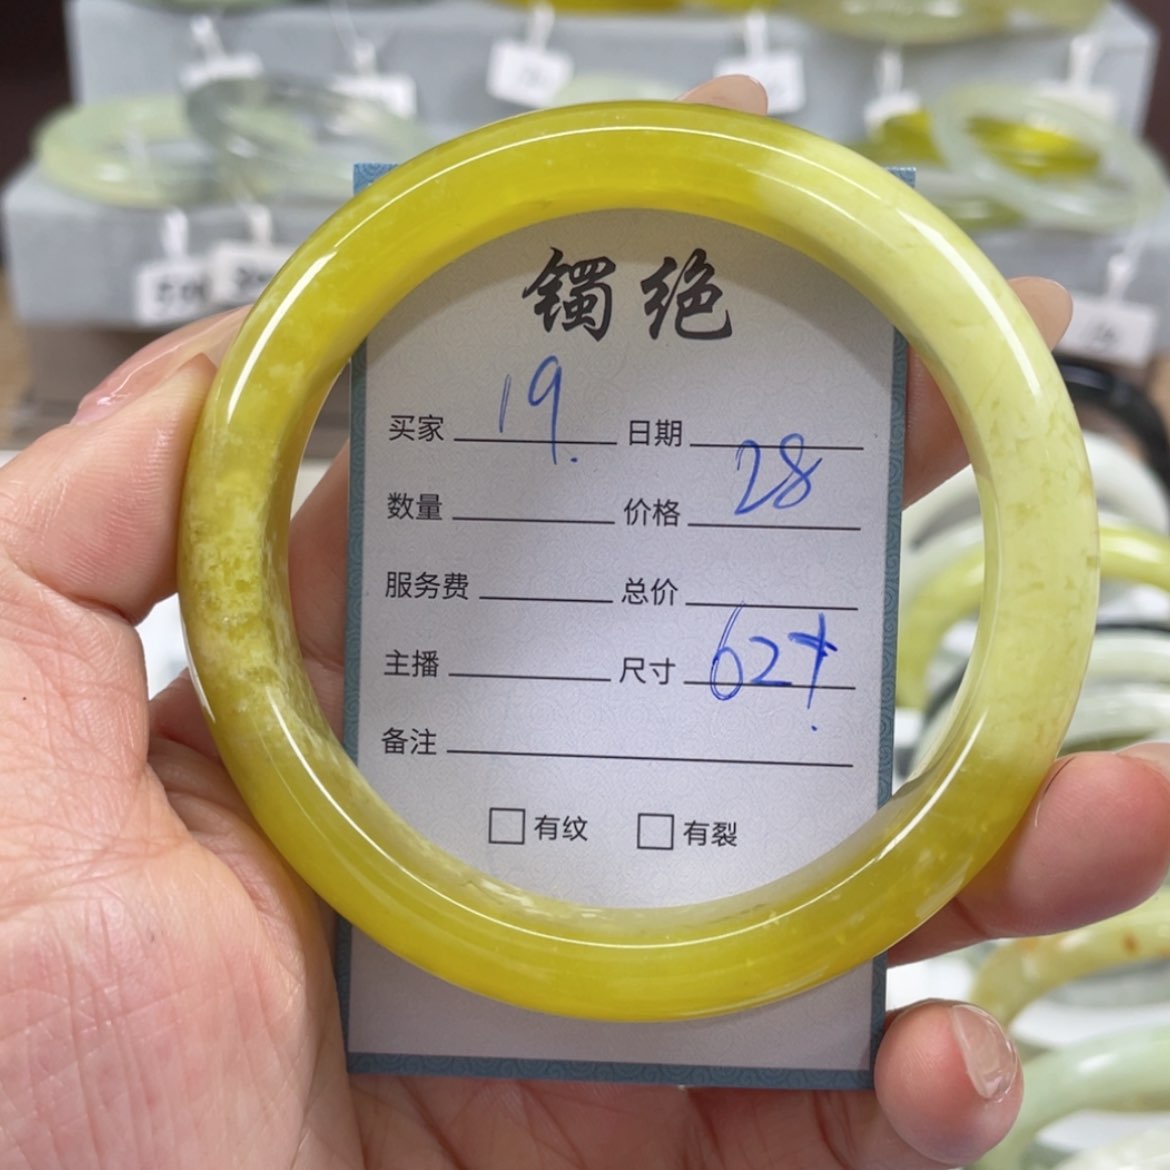 镯绝
买家 19. 日期
数量 价格 28
服务费 总价
主播 尺寸 62+.
备注
有纹 有裂